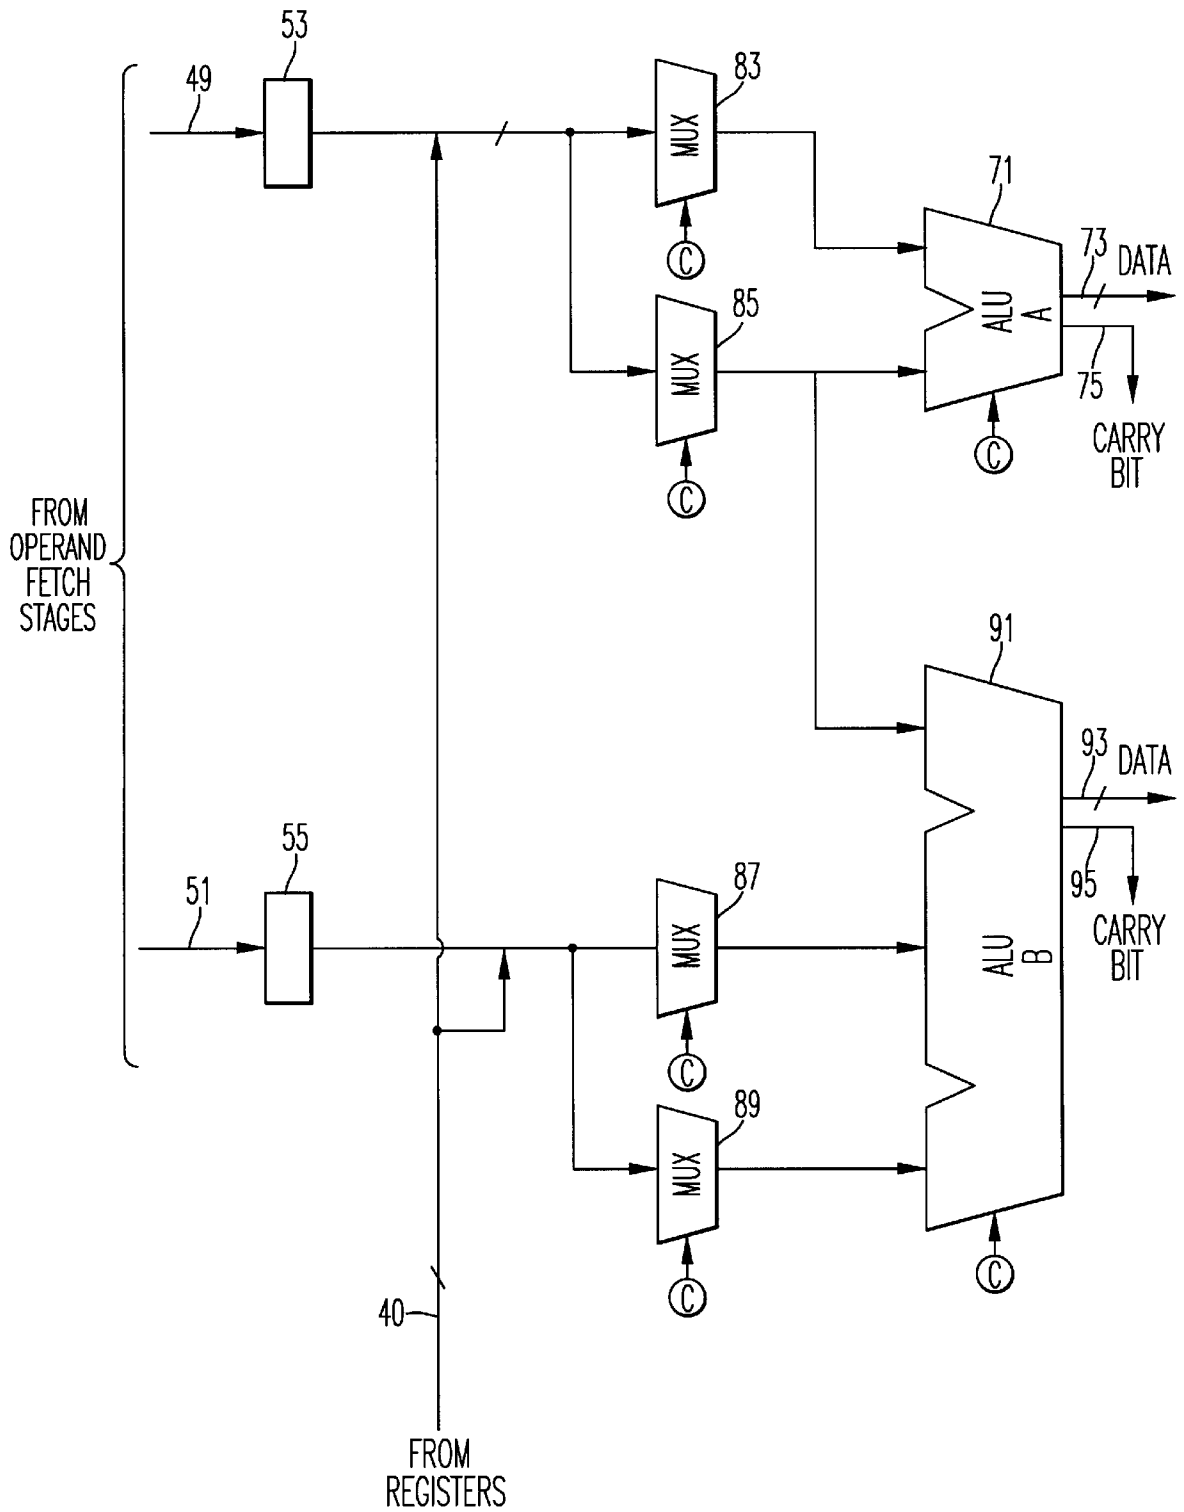 53
83
49
MUX
71
C
73
DATA
85
ALU
A
MUX
75
CARRY
BIT
C
C
FROM
OPERAND
FETCH
STAGES
91
93
DATA
55
87
51
95
MUX
CARRY
BIT
ALU
B
C
89
MUX
C
C
40
FROM
REGISTERS